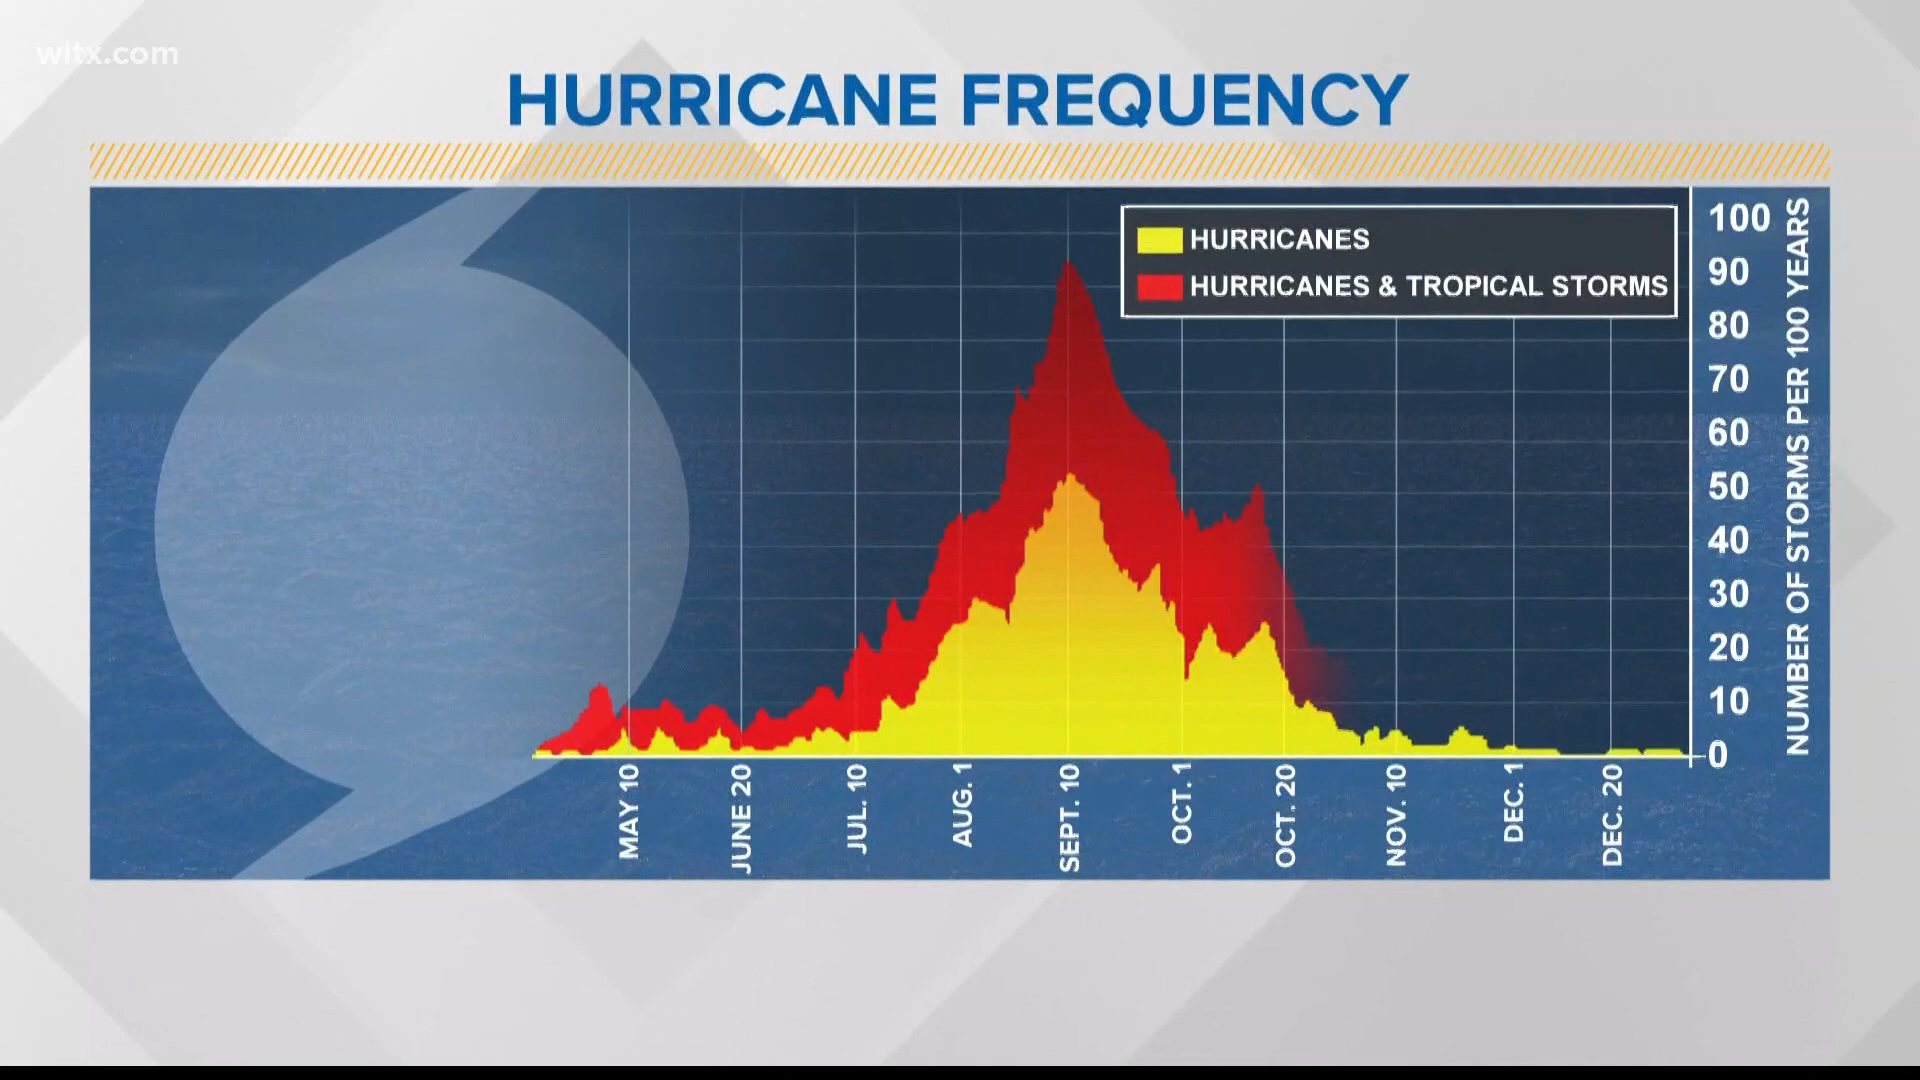 wltx.com
HURRICANE FREQUENCY
HURRICANES
HURRICANES & TROPICAL STORMS
100
90
80
70
60
50
40
30
20
10
0
NUMBER OF STORMS PER 100 YEARS
MAY 10
JUNE 20
JUL. 10
AUG. 1
SEPT. 10
OCT. 1
OCT. 20
NOV. 10
DEC. 1
DEC. 20